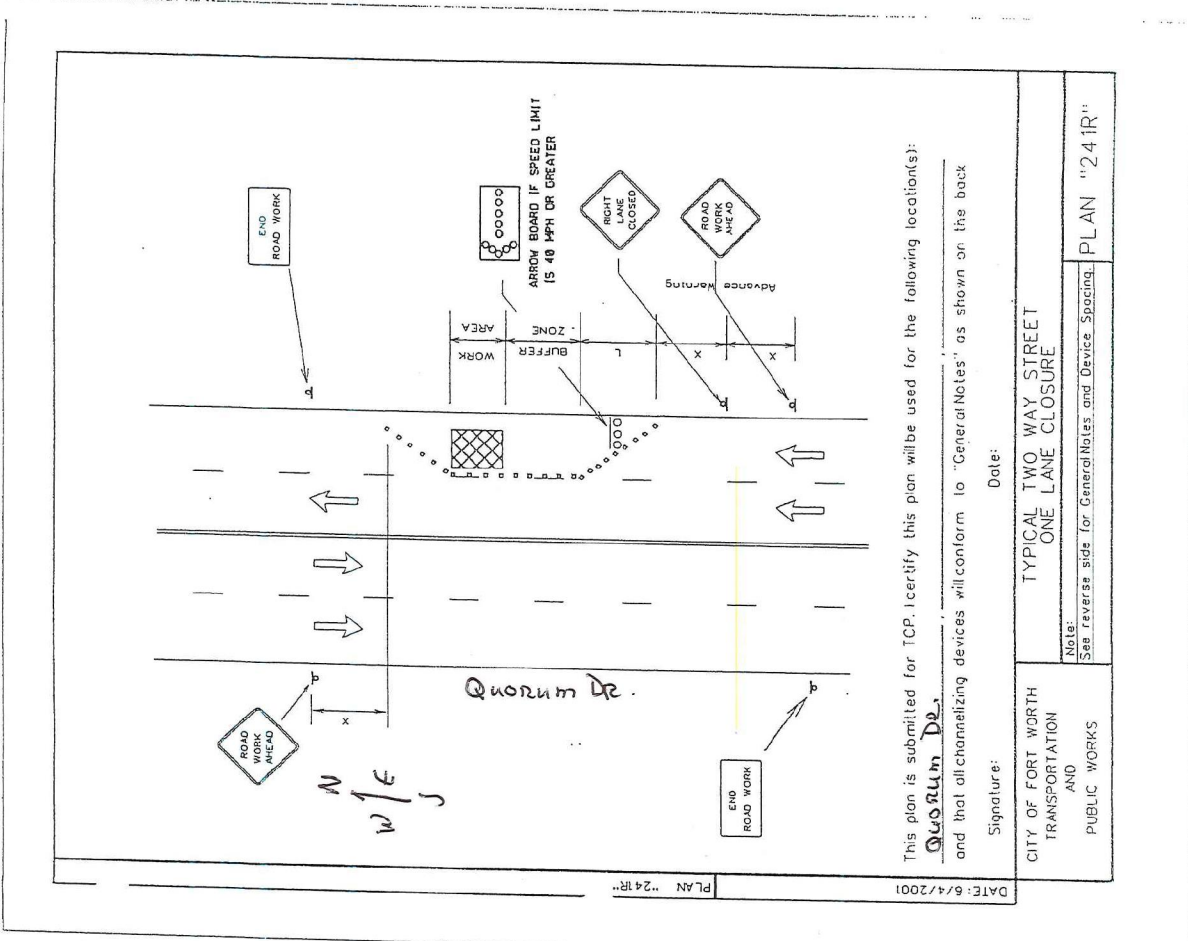 END
ROAD WORK
ARROW BOARD IF SPEED LIMIT
IS 40 MPH OR GREATER
RIGHT
LANE
CLOSED
ROAD
WORK
AHEAD
WORK
AREA
BUFFER
ZONE
L
X
X
Advance Warning
Quorum DR.
ROAD
WORK
AHEAD
X
N
W E
S
END
ROAD WORK
This plan is submitted for TCP. I certify this plan will be used for the following location(s):
Quorum DR.
and that all channelizing devices will conform to "General Notes" as shown on the back
Signature:
Date:
CITY OF FORT WORTH
TRANSPORTATION
AND
PUBLIC WORKS
TYPICAL TWO WAY STREET
ONE LANE CLOSURE
Note:
See reverse side for General Notes and Device Spacing.
PLAN "241R"
PLAN "241R"
DATE: 6/4/2001